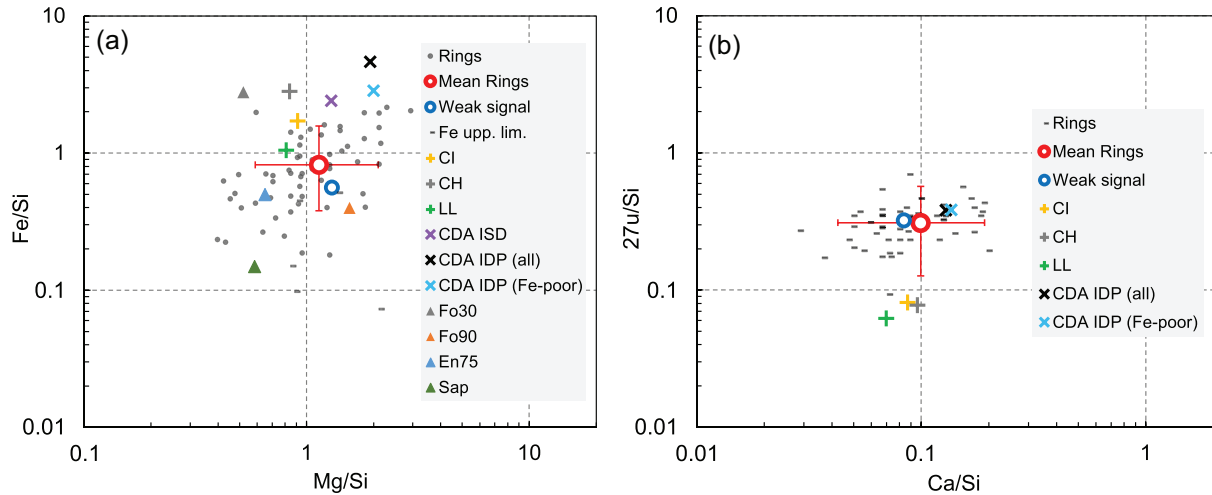 (a)
10
1
0.1
0.01
Fe/Si
0.1
1
10
Mg/Si
Rings
Mean Rings
Weak signal
Fe upp. lim.
CI
CH
LL
CDA ISD
CDA IDP (all)
CDA IDP (Fe-poor)
Fo30
Fo90
En75
Sap
(b)
10
1
0.1
0.01
27u/Si
0.01
0.1
1
Ca/Si
Rings
Mean Rings
Weak signal
CI
CH
LL
CDA IDP (all)
CDA IDP (Fe-poor)